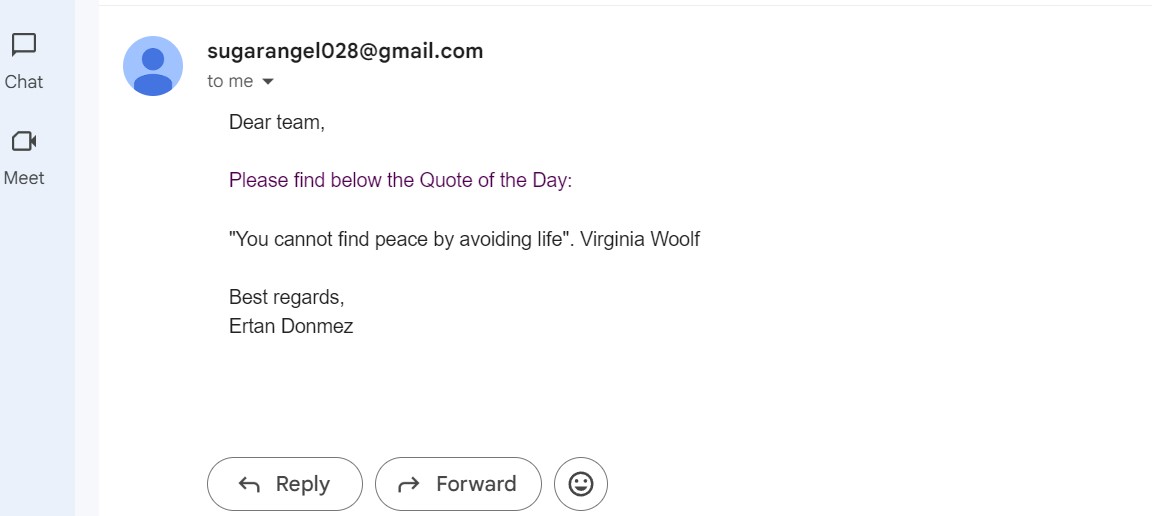 Chat
Meet
sugarangel028@gmail.com
to me
Dear team,
Please find below the Quote of the Day:
"You cannot find peace by avoiding life". Virginia Woolf
Best regards,
Ertan Donmez
Reply
Forward